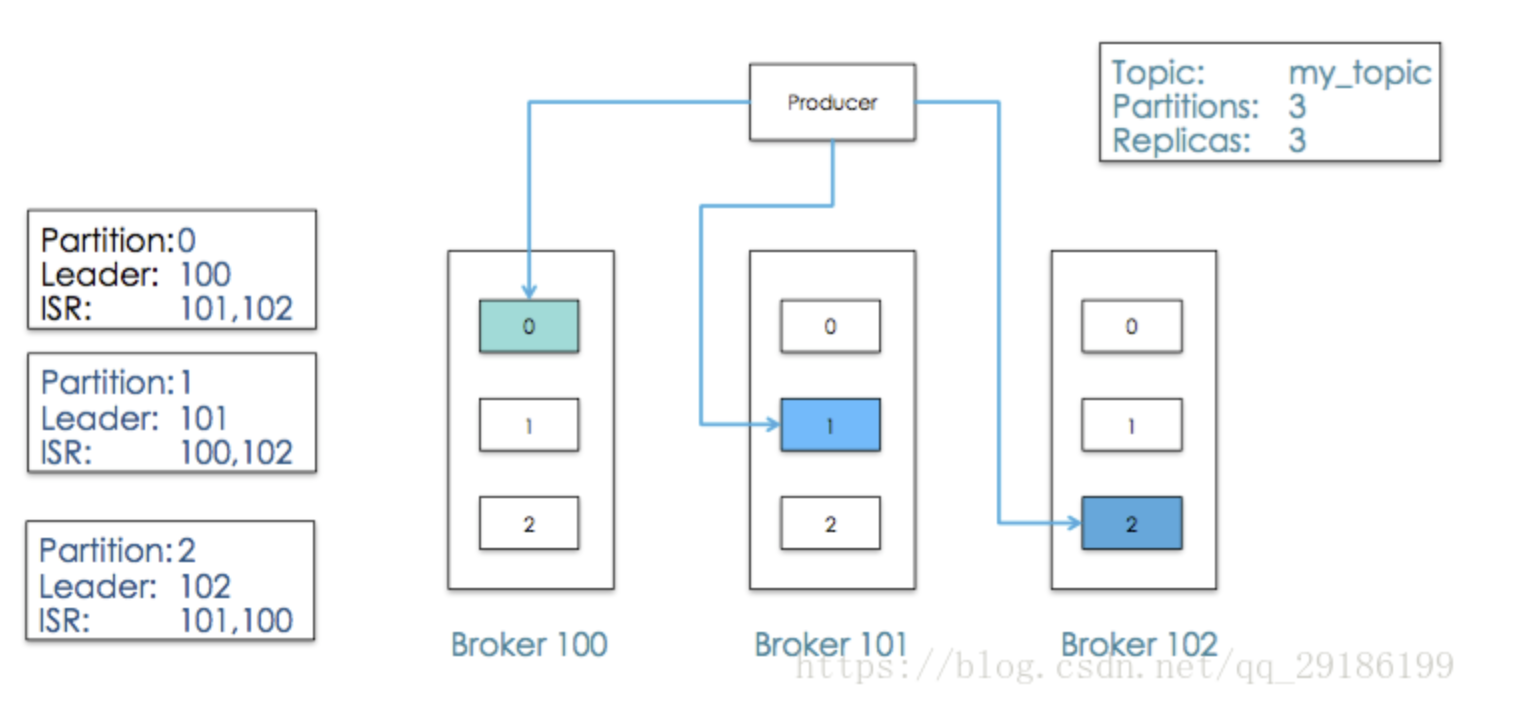 Producer
Topic: my_topic
Partitions: 3
Replicas: 3
Partition:0
Leader: 100
ISR: 101,102
Partition:1
Leader: 101
ISR: 100,102
Partition:2
Leader: 102
ISR: 101,100
0
1
2
Broker 100
0
1
2
Broker 101
0
1
2
Broker 102
https://blog.csdn.net/qq_29186199